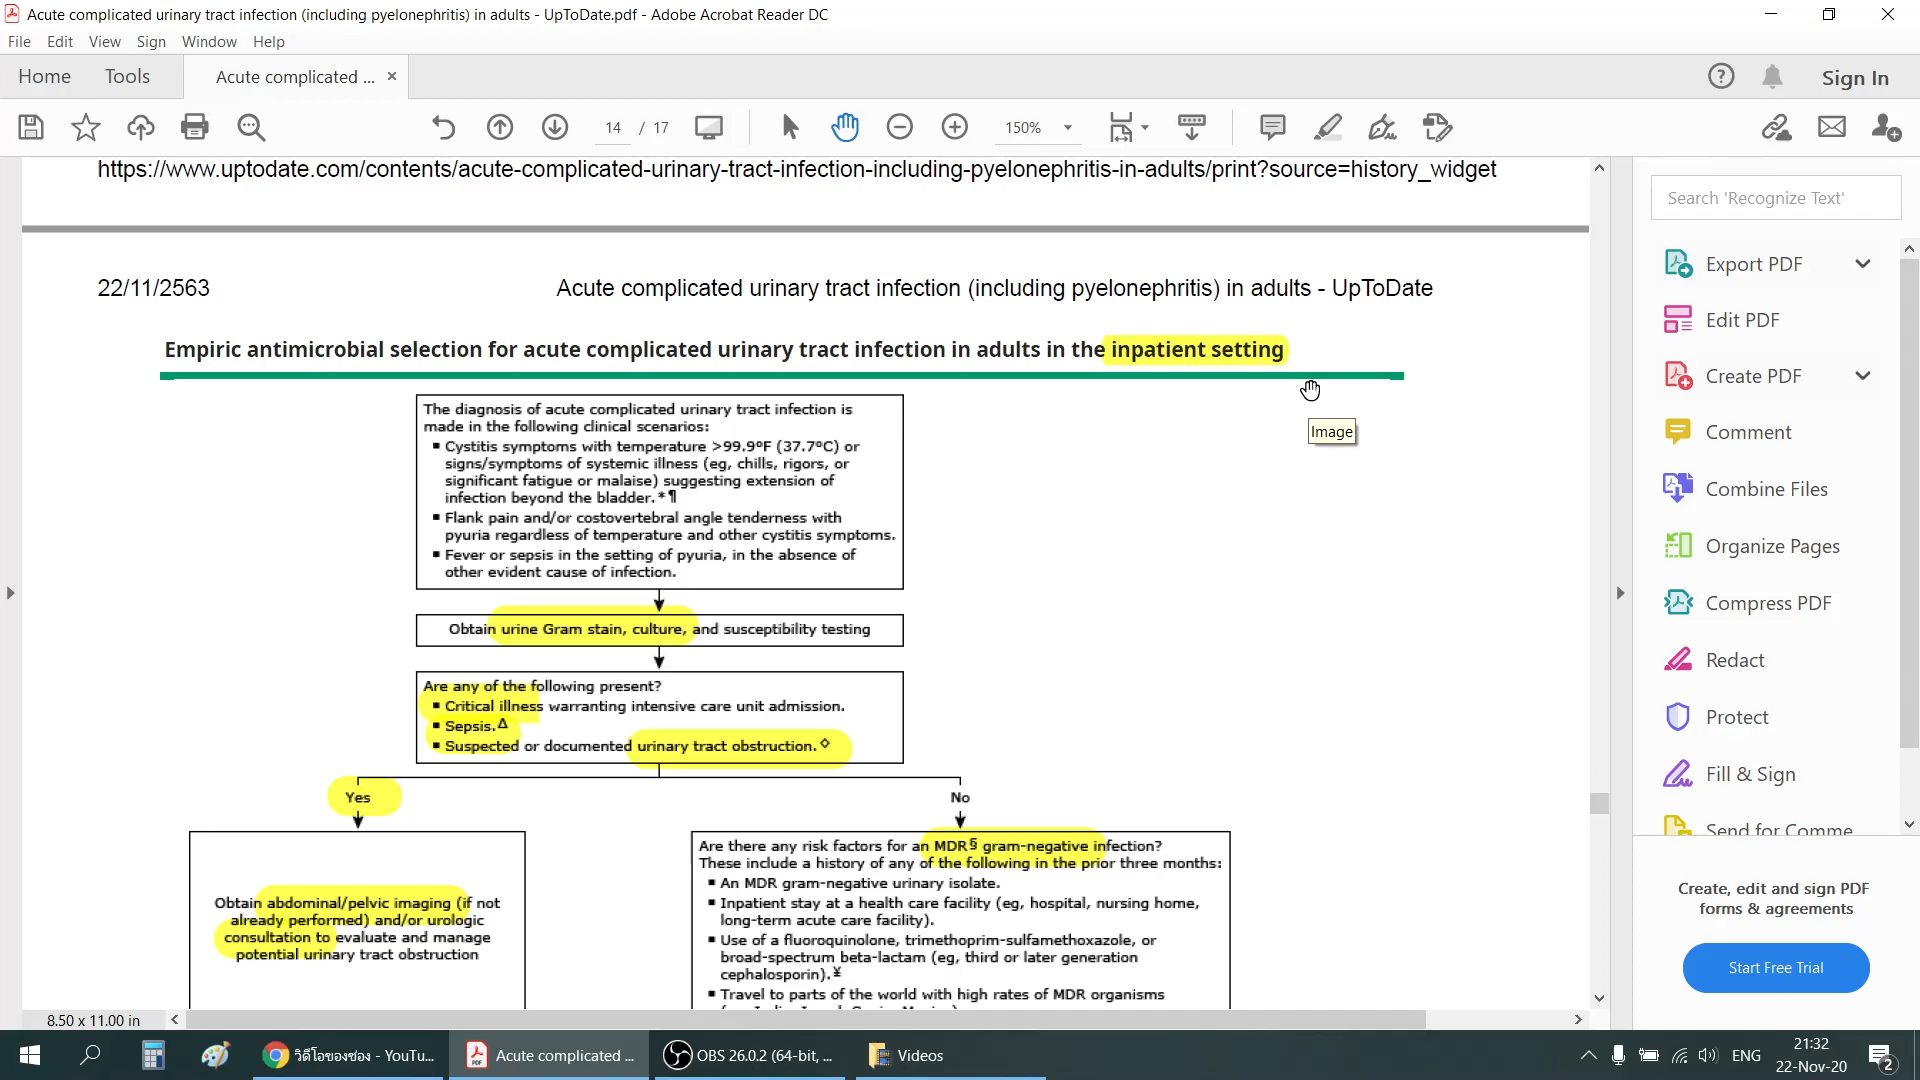 Acute complicated urinary tract infection (including pyelonephritis) in adults - UpToDate.pdf - Adobe Acrobat Reader DC
File Edit View Sign Window Help
Home Tools Acute complicated ... × Sign In
14 / 17 150%
https://www.uptodate.com/contents/acute-complicated-urinary-tract-infection-including-pyelonephritis-in-adults/print?source=history_widget
22/11/2563 Acute complicated urinary tract infection (including pyelonephritis) in adults - UpToDate
Empiric antimicrobial selection for acute complicated urinary tract infection in adults in the inpatient setting
Image
The diagnosis of acute complicated urinary tract infection is
made in the following clinical scenarios:
▪ Cystitis symptoms with temperature >99.9°F (37.7°C) or
signs/symptoms of systemic illness (eg, chills, rigors, or
significant fatigue or malaise) suggesting extension of
infection beyond the bladder.*¶
▪ Flank pain and/or costovertebral angle tenderness with
pyuria regardless of temperature and other cystitis symptoms.
▪ Fever or sepsis in the setting of pyuria, in the absence of
other evident cause of infection.
Obtain urine Gram stain, culture, and susceptibility testing
Are any of the following present?
▪ Critical illness warranting intensive care unit admission.
▪ Sepsis.Δ
▪ Suspected or documented urinary tract obstruction.◇
Yes
No
Obtain abdominal/pelvic imaging (if not
already performed) and/or urologic
consultation to evaluate and manage
potential urinary tract obstruction
Are there any risk factors for an MDR§ gram-negative infection?
These include a history of any of the following in the prior three months:
▪ An MDR gram-negative urinary isolate.
▪ Inpatient stay at a health care facility (eg, hospital, nursing home,
long-term acute care facility).
▪ Use of a fluoroquinolone, trimethoprim-sulfamethoxazole, or
broad-spectrum beta-lactam (eg, third or later generation
cephalosporin).¥
▪ Travel to parts of the world with high rates of MDR organisms
8.50 x 11.00 in
Search 'Recognize Text'
Export PDF
Edit PDF
Create PDF
Comment
Combine Files
Organize Pages
Compress PDF
Redact
Protect
Fill & Sign
Send for Comme
Create, edit and sign PDF
forms & agreements
Start Free Trial
วิดีโอของช่อง - YouTu... Acute complicated ... OBS 26.0.2 (64-bit, ... Videos ENG
21:32
22-Nov-20
2